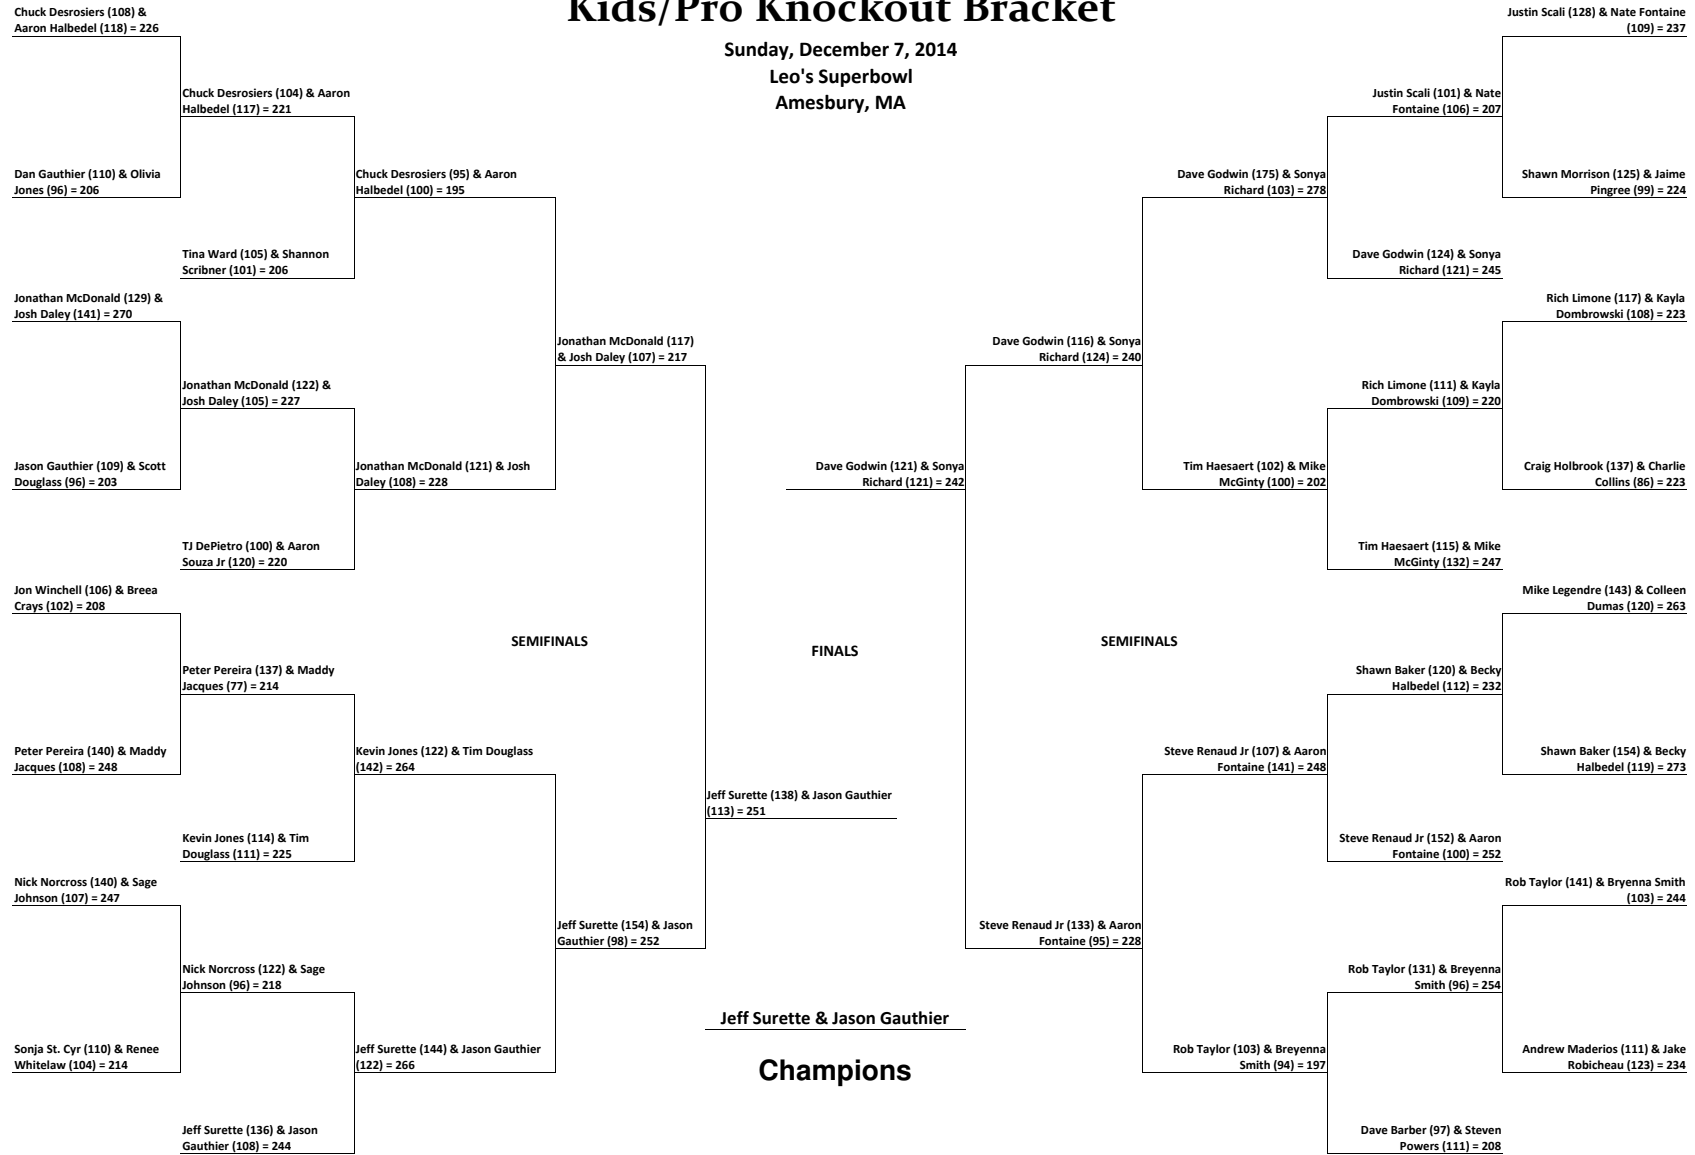 Kids/Pro Knockout Bracket
Sunday, December 7, 2014
Leo's Superbowl
Amesbury, MA
Chuck Desrosiers (108) &
Aaron Halbedel (118) = 226
Dan Gauthier (110) & Olivia
Jones (96) = 206
Jonathan McDonald (129) &
Josh Daley (141) = 270
Jason Gauthier (109) & Scott
Douglass (96) = 203
Jon Winchell (106) & Breea
Crays (102) = 208
Peter Pereira (140) & Maddy
Jacques (108) = 248
Nick Norcross (140) & Sage
Johnson (107) = 247
Sonja St. Cyr (110) & Renee
Whitelaw (104) = 214
Chuck Desrosiers (104) & Aaron
Halbedel (117) = 221
Tina Ward (105) & Shannon
Scribner (101) = 206
Jonathan McDonald (122) &
Josh Daley (105) = 227
TJ DePietro (100) & Aaron
Souza Jr (120) = 220
Peter Pereira (137) & Maddy
Jacques (77) = 214
Kevin Jones (114) & Tim
Douglass (111) = 225
Nick Norcross (122) & Sage
Johnson (96) = 218
Jeff Surette (136) & Jason
Gauthier (108) = 244
Chuck Desrosiers (95) & Aaron
Halbedel (100) = 195
Jonathan McDonald (121) & Josh
Daley (108) = 228
Kevin Jones (122) & Tim Douglass
(142) = 264
Jeff Surette (144) & Jason Gauthier
(122) = 266
Jonathan McDonald (117)
& Josh Daley (107) = 217
SEMIFINALS
Jeff Surette (154) & Jason
Gauthier (98) = 252
Dave Godwin (121) & Sonya
Richard (121) = 242
FINALS
Jeff Surette (138) & Jason Gauthier
(113) = 251
Jeff Surette & Jason Gauthier
Champions
Dave Godwin (116) & Sonya
Richard (124) = 240
SEMIFINALS
Steve Renaud Jr (133) & Aaron
Fontaine (95) = 228
Dave Godwin (175) & Sonya
Richard (103) = 278
Tim Haesaert (102) & Mike
McGinty (100) = 202
Steve Renaud Jr (107) & Aaron
Fontaine (141) = 248
Rob Taylor (103) & Breyenna
Smith (94) = 197
Justin Scali (101) & Nate
Fontaine (106) = 207
Dave Godwin (124) & Sonya
Richard (121) = 245
Rich Limone (111) & Kayla
Dombrowski (109) = 220
Tim Haesaert (115) & Mike
McGinty (132) = 247
Shawn Baker (120) & Becky
Halbedel (112) = 232
Steve Renaud Jr (152) & Aaron
Fontaine (100) = 252
Rob Taylor (131) & Breyenna
Smith (96) = 254
Dave Barber (97) & Steven
Powers (111) = 208
Justin Scali (128) & Nate Fontaine
(109) = 237
Shawn Morrison (125) & Jaime
Pingree (99) = 224
Rich Limone (117) & Kayla
Dombrowski (108) = 223
Craig Holbrook (137) & Charlie
Collins (86) = 223
Mike Legendre (143) & Colleen
Dumas (120) = 263
Shawn Baker (154) & Becky
Halbedel (119) = 273
Rob Taylor (141) & Bryenna Smith
(103) = 244
Andrew Maderios (111) & Jake
Robicheau (123) = 234